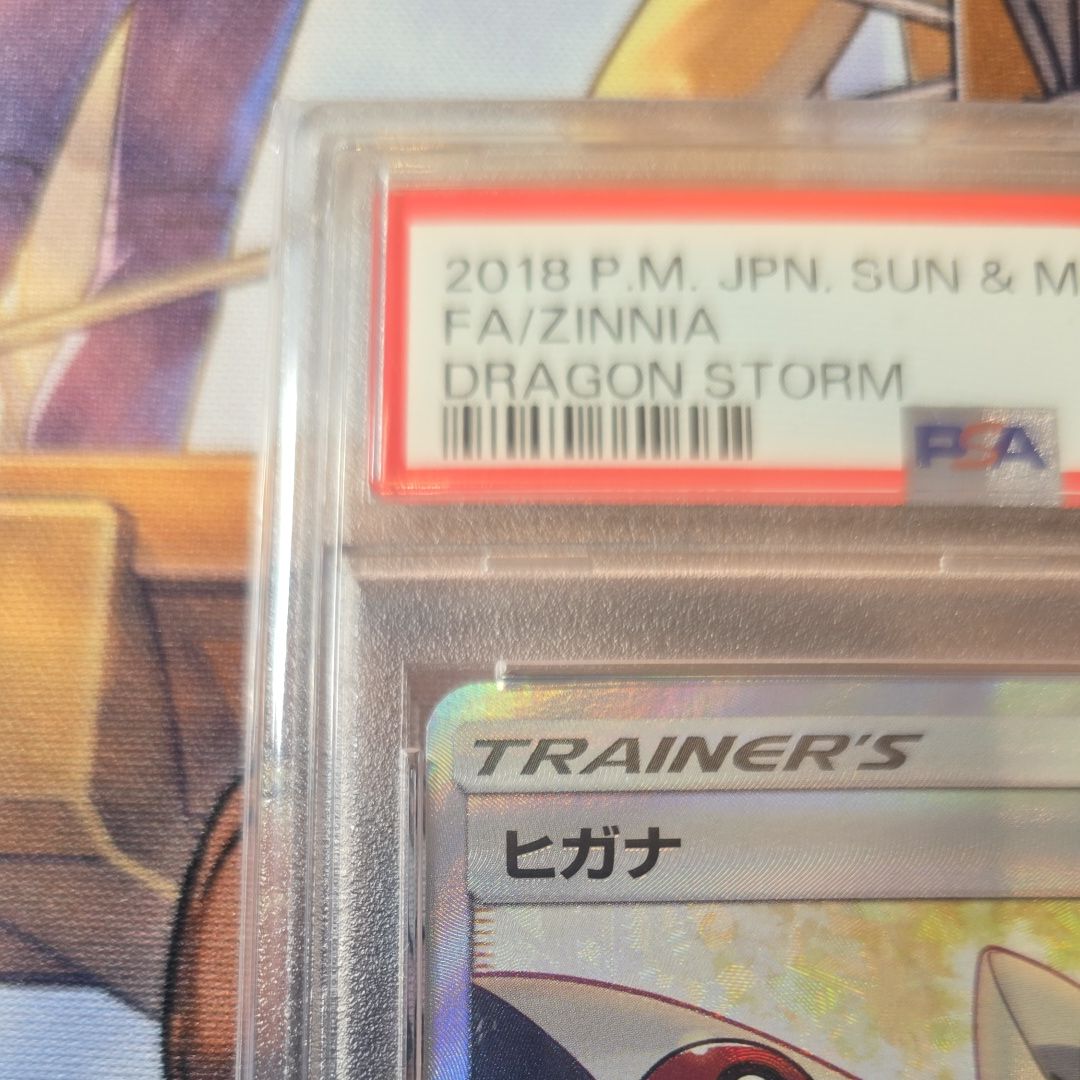 2018 P.M. JPN. SUN & M
FA/ZINNIA
DRAGON STORM
PSA
TRAINER'S
ヒガナ